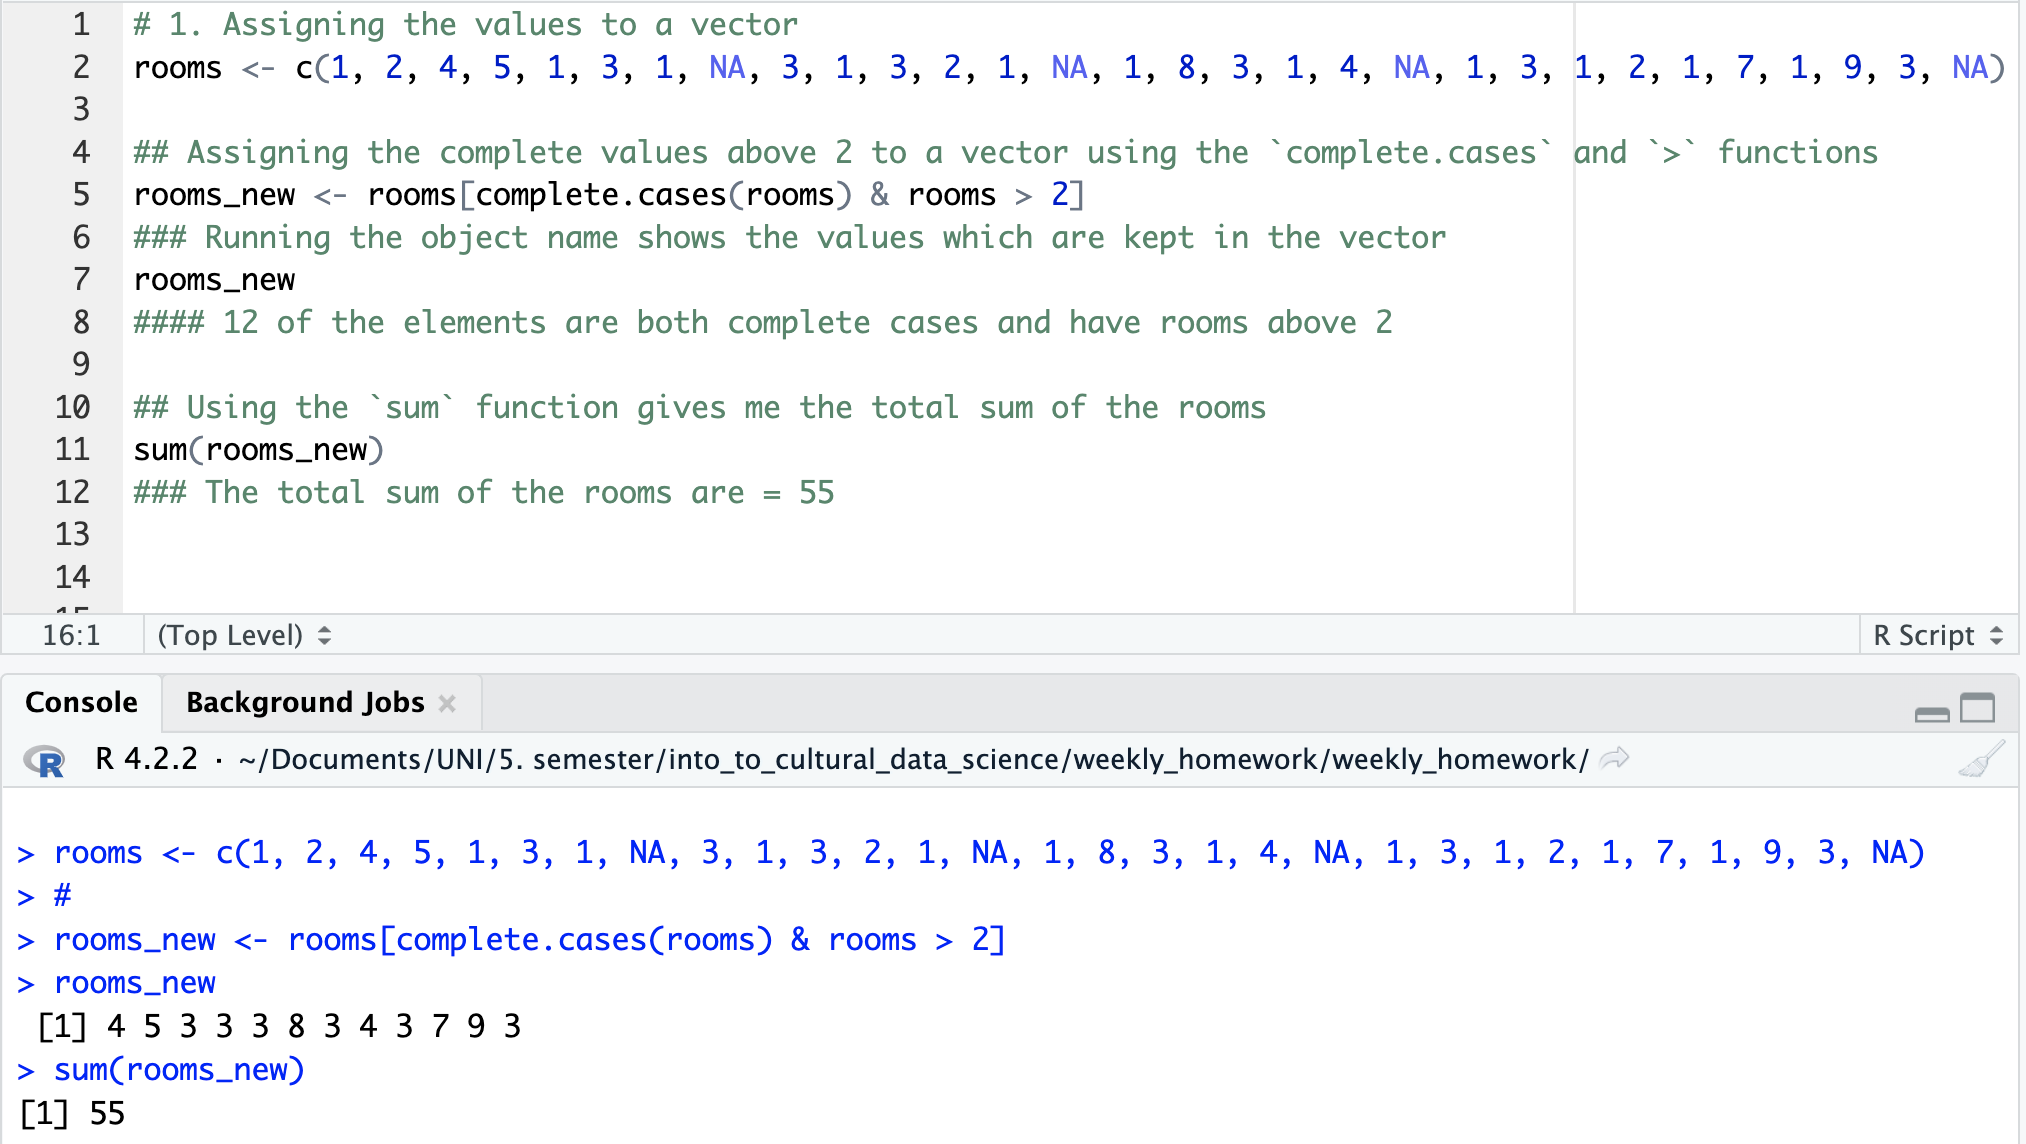 1 # 1. Assigning the values to a vector
2 rooms <- c(1, 2, 4, 5, 1, 3, 1, NA, 3, 1, 3, 2, 1, NA, 1, 8, 3, 1, 4, NA, 1, 3, 1, 2, 1, 7, 1, 9, 3, NA)
3
4 ## Assigning the complete values above 2 to a vector using the `complete.cases` and `>` functions
5 rooms_new <- rooms[complete.cases(rooms) & rooms > 2]
6 ### Running the object name shows the values which are kept in the vector
7 rooms_new
8 #### 12 of the elements are both complete cases and have rooms above 2
9
10 ## Using the `sum` function gives me the total sum of the rooms
11 sum(rooms_new)
12 ### The total sum of the rooms are = 55
13
14
16:1 (Top Level) R Script
Console Background Jobs
R R 4.2.2 · ~/Documents/UNI/5. semester/into_to_cultural_data_science/weekly_homework/weekly_homework/
> rooms <- c(1, 2, 4, 5, 1, 3, 1, NA, 3, 1, 3, 2, 1, NA, 1, 8, 3, 1, 4, NA, 1, 3, 1, 2, 1, 7, 1, 9, 3, NA)
> #
> rooms_new <- rooms[complete.cases(rooms) & rooms > 2]
> rooms_new
[1] 4 5 3 3 3 8 3 4 3 7 9 3
> sum(rooms_new)
[1] 55